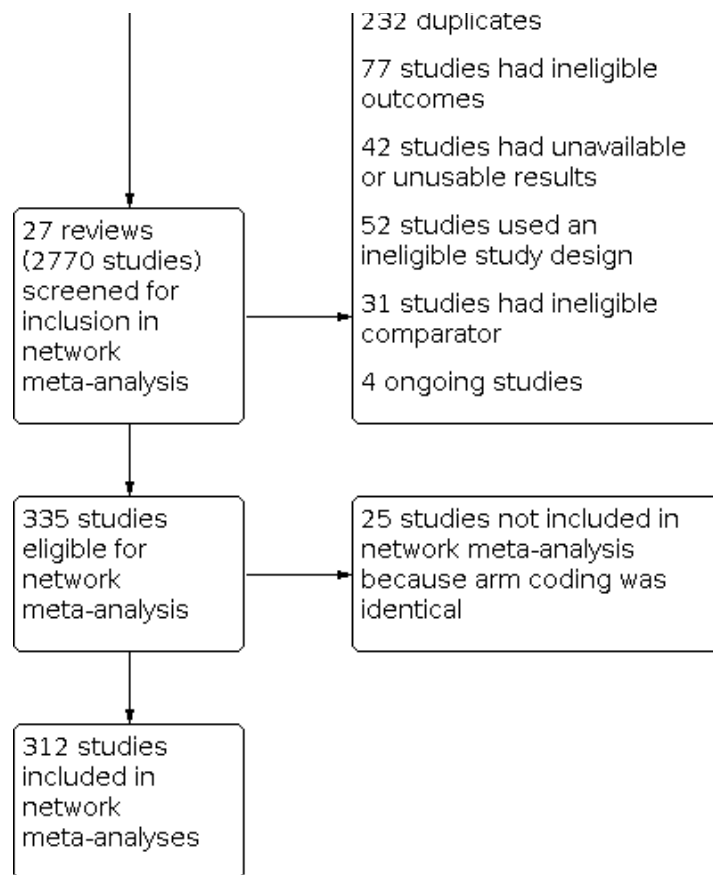 232 duplicates
77 studies had ineligible
outcomes
42 studies had unavailable
or unusable results
52 studies used an
ineligible study design
31 studies had ineligible
comparator
4 ongoing studies
27 reviews
(2770 studies)
screened for
inclusion in
network
meta-analysis
335 studies
eligible for
network
meta-analysis
25 studies not included in
network meta-analysis
because arm coding was
identical
312 studies
included in
network
meta-analyses